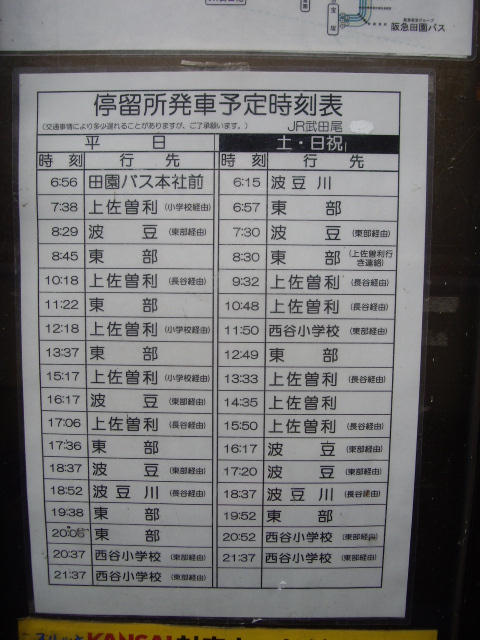 阪急田園バス
停留所発車予定時刻表
(交通事情により多少遅れることがありますが、ご了承願います。) JR武田尾
平 日 土・日祝
時 刻 行 先 時 刻 行 先
6:56 田園バス本社前 6:15 波豆川
7:38 上佐曽利 (小学校経由) 6:57 東 部
8:29 波 豆 (東部経由) 7:30 波 豆 (東部経由)
8:45 東 部 8:30 東 部 (上佐曽利行き連絡)
10:18 上佐曽利 (長谷経由) 9:32 上佐曽利 (長谷経由)
11:22 東 部 10:48 上佐曽利 (長谷経由)
12:18 上佐曽利 (小学校経由) 11:50 西谷小学校 (東部経由)
13:37 東 部 12:49 東 部
15:17 上佐曽利 (小学校経由) 13:33 上佐曽利 (長谷経由)
16:17 波 豆 (東部経由) 14:35 上佐曽利
17:06 上佐曽利 (長谷経由) 15:50 上佐曽利 (長谷経由)
17:36 東 部 16:17 波 豆 (東部経由)
18:37 波 豆 (東部経由) 17:20 波 豆 (東部経由)
18:52 波豆川 (長谷経由) 18:37 波豆川 (長谷経由)
19:38 東 部 19:52 東 部
20:06 東 部 20:52 西谷小学校 (東部経由)
20:37 西谷小学校 (東部経由) 21:37 西谷小学校 (東部経由)
21:37 西谷小学校 (東部経由)
スルッとKANSAI